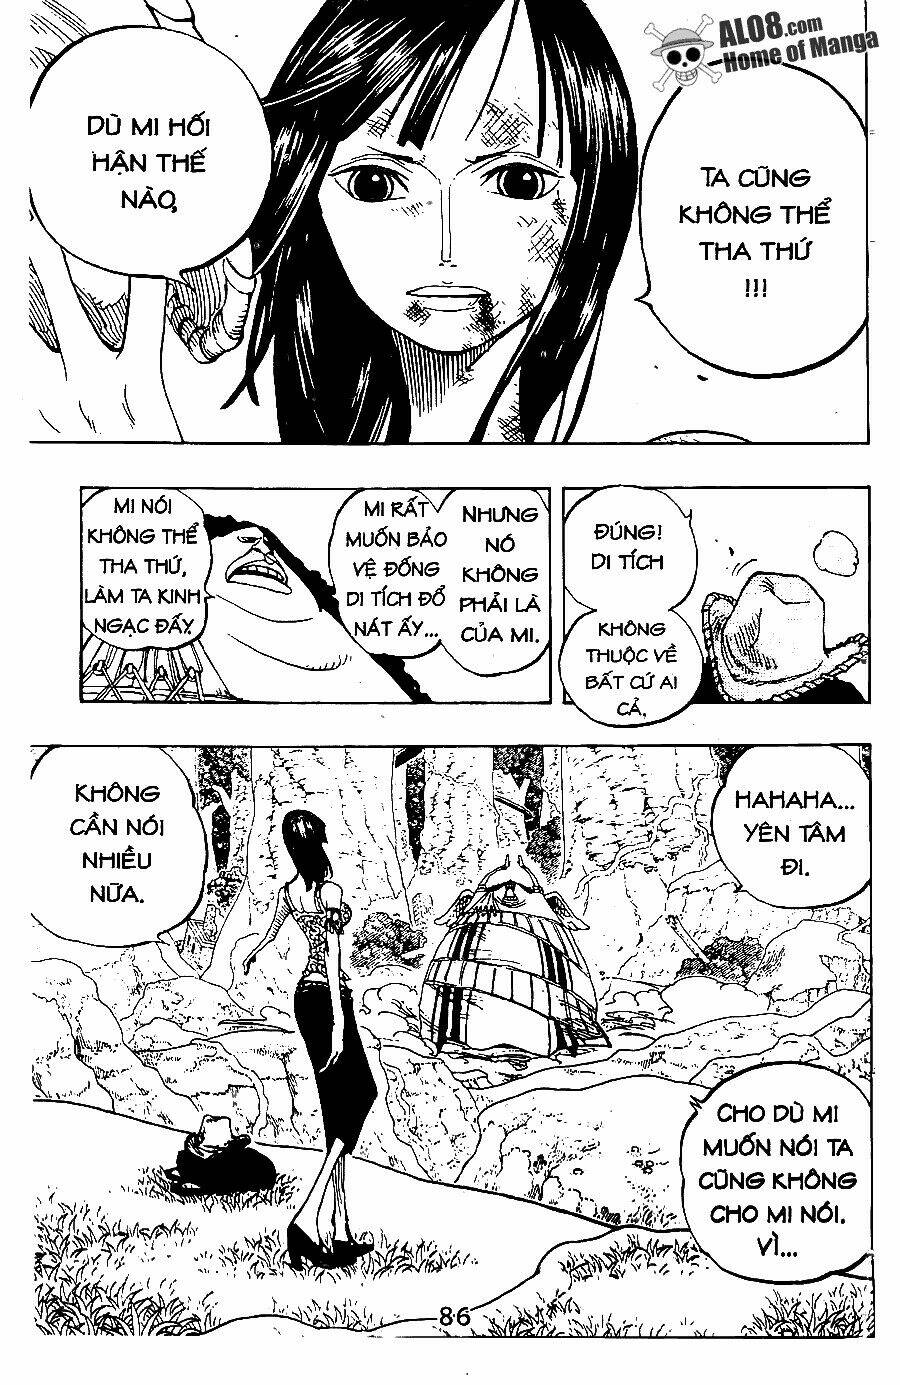 ALO8.com
Home of Manga
TA CŨNG
KHÔNG THỂ
THA THỨ
!!!
DÙ MI HỐI
HẬN THẾ
NÀO,
ĐÚNG!
DI TÍCH
KHÔNG
THUỘC VỀ
BẤT CỨ AI
CẢ.
NHƯNG
NÓ
KHÔNG
PHẢI LÀ
CỦA MI.
MI RẤT
MUỐN BẢO
VỆ ĐỐNG
DI TÍCH ĐỔ
NÁT ẤY...
MI NÓI
KHÔNG THỂ
THA THỨ,
LÀM TA KINH
NGẠC ĐẤY.
HAHAHA...
YÊN TÂM
ĐI.
KHÔNG
CẦN NÓI
NHIỀU
NỮA.
CHO DÙ MI
MUỐN NÓI TA
CŨNG KHÔNG
CHO MI NÓI.
VÌ...
86